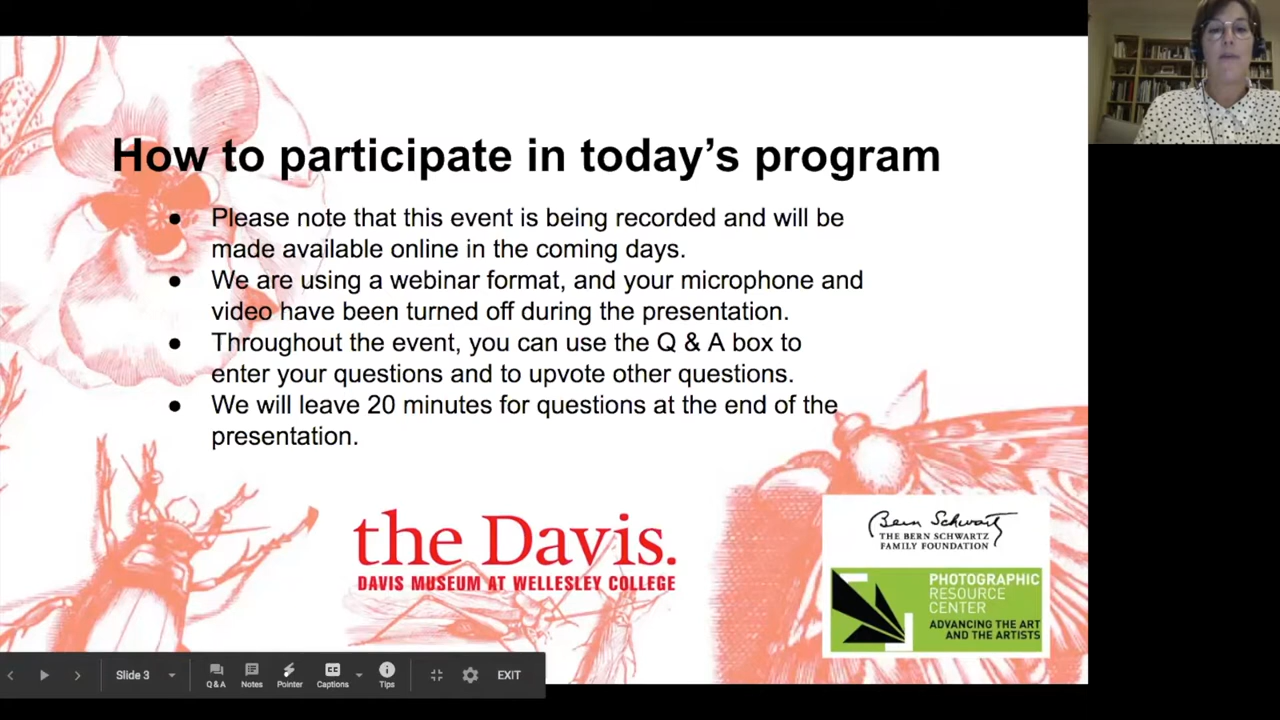 How to participate in today's program
● Please note that this event is being recorded and will be
made available online in the coming days.
● We are using a webinar format, and your microphone and
video have been turned off during the presentation.
● Throughout the event, you can use the Q & A box to
enter your questions and to upvote other questions.
● We will leave 20 minutes for questions at the end of the
presentation.
the Davis.
DAVIS MUSEUM AT WELLESLEY COLLEGE
Bern Schwartz
THE BERN SCHWARTZ
FAMILY FOUNDATION
PHOTOGRAPHIC
RESOURCE
CENTER
ADVANCING THE ART
AND THE ARTISTS
Slide 3
Q & A
Notes
Pointer
CC
Captions
Tips
EXIT